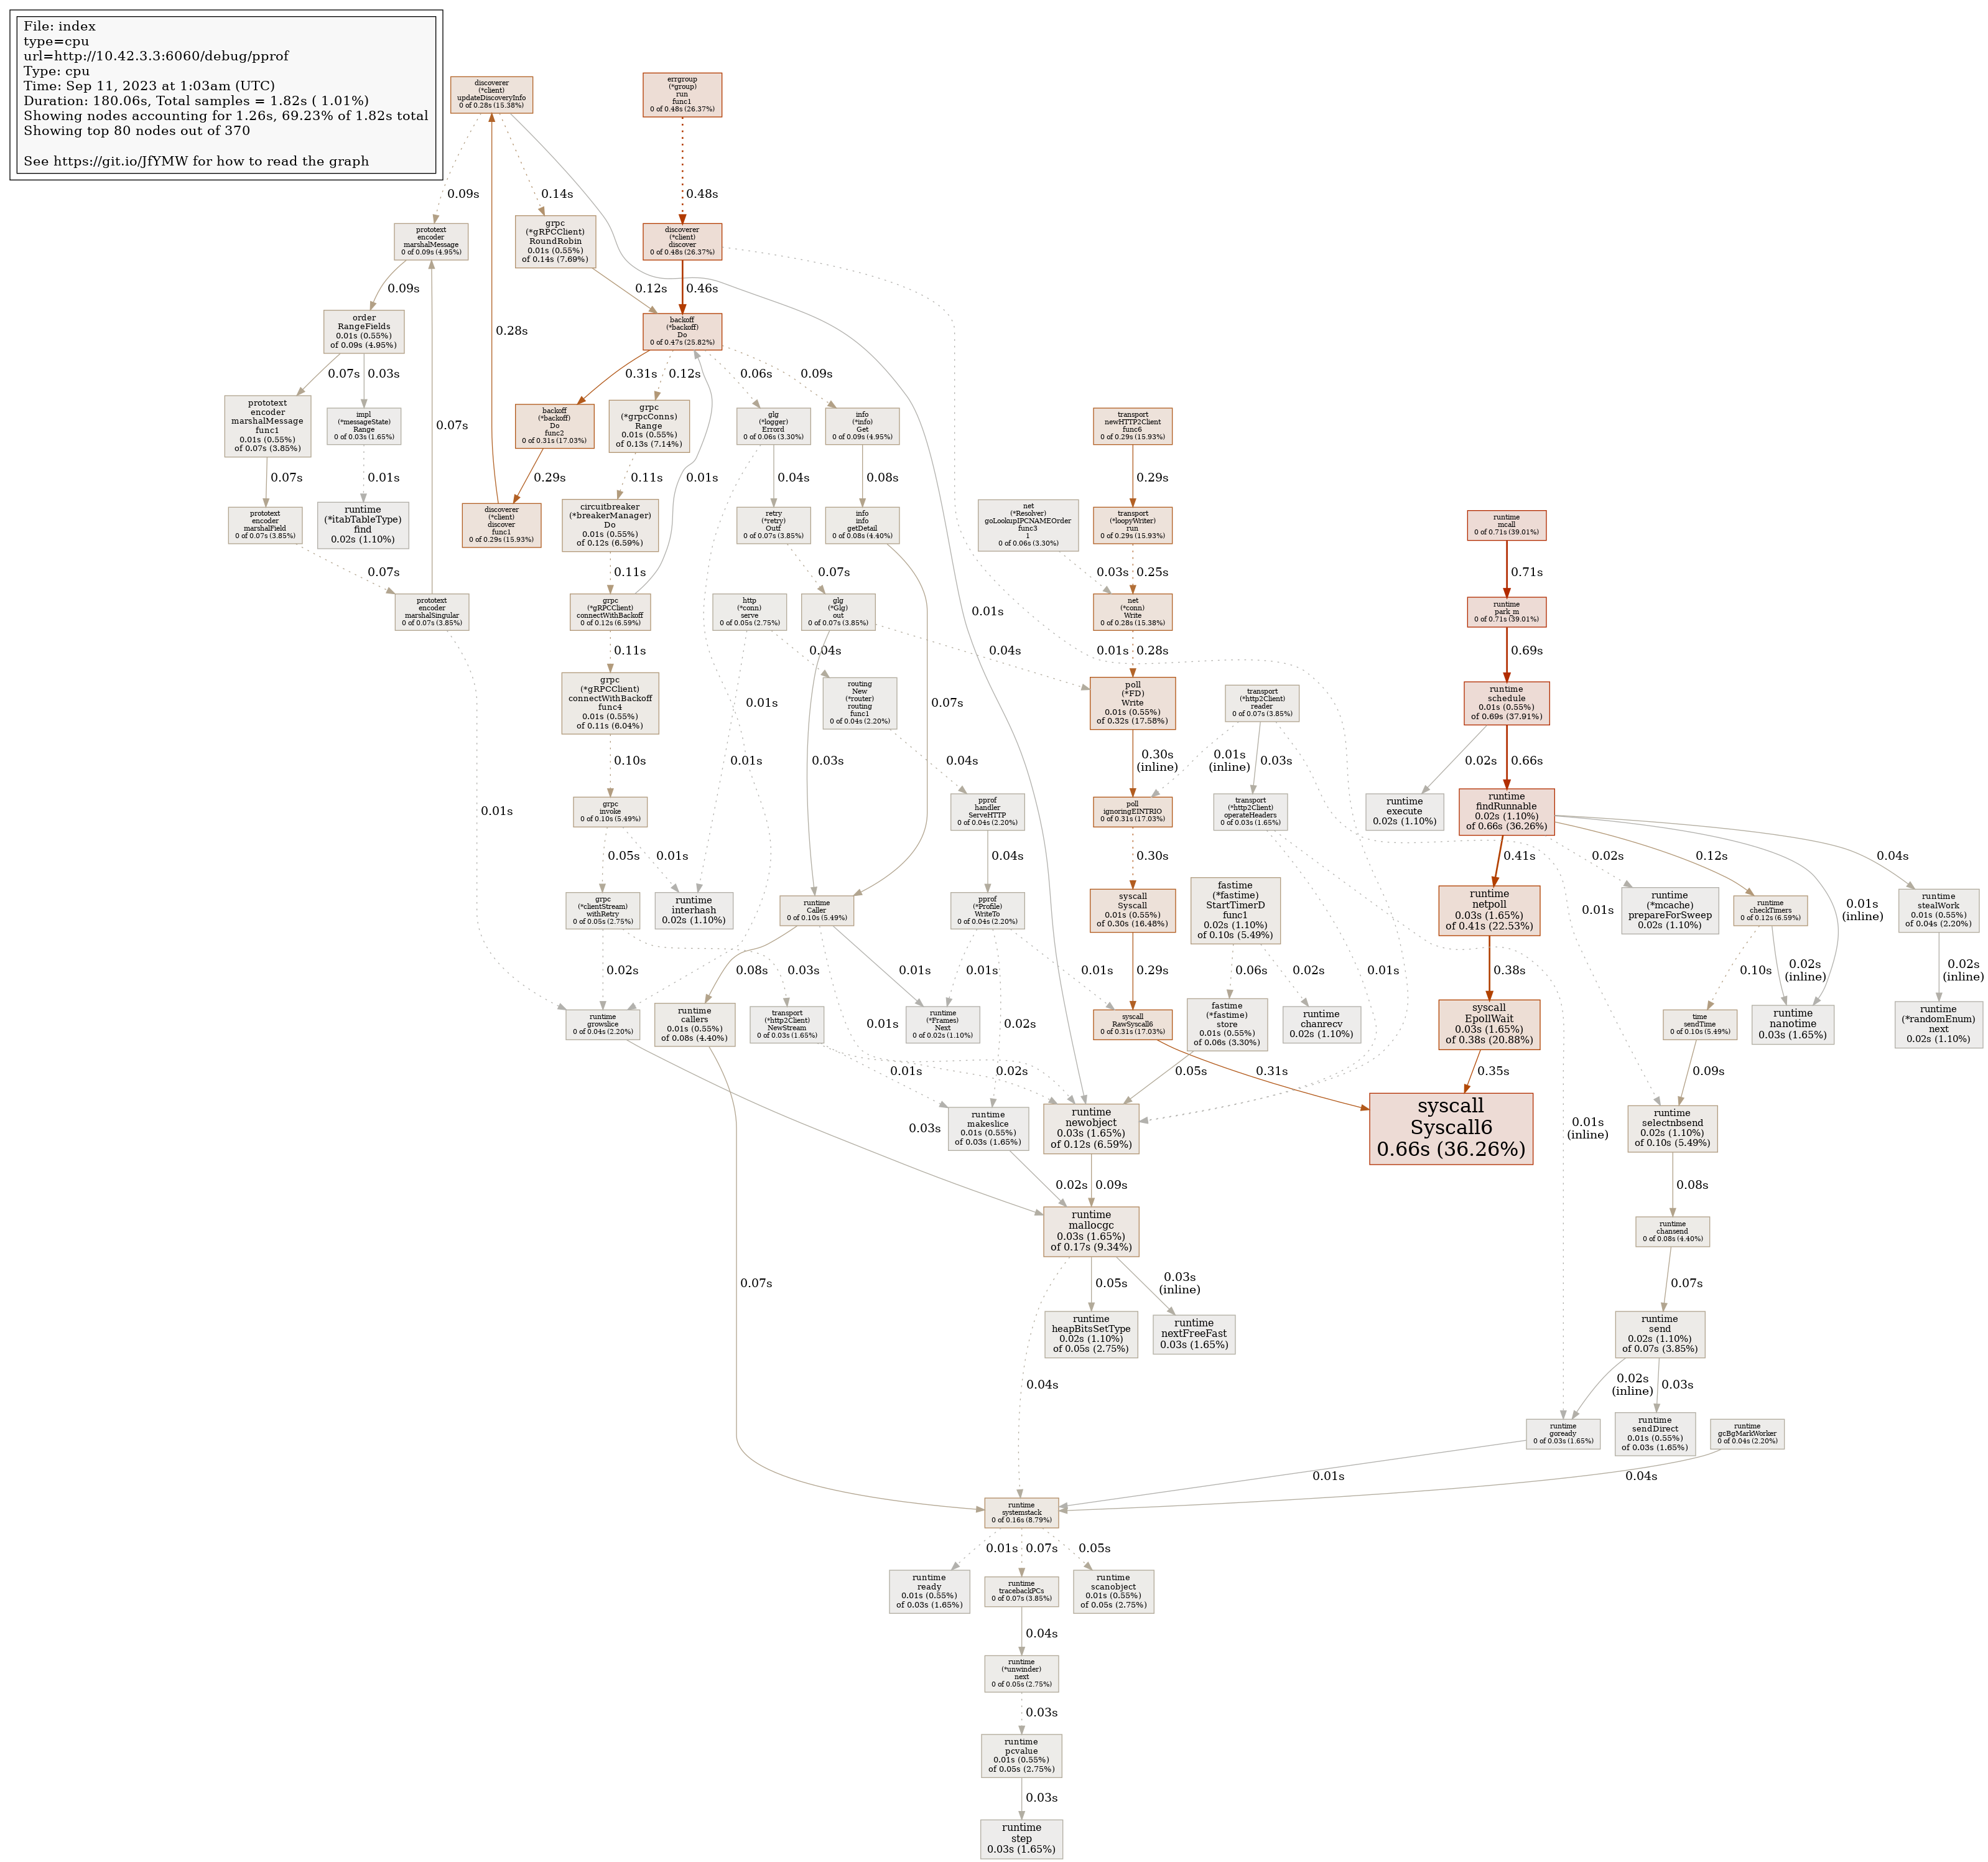 File: index
type=cpu
url=http://10.42.3.3:6060/debug/pprof
Type: cpu
Time: Sep 11, 2023 at 1:03am (UTC)
Duration: 180.06s, Total samples = 1.82s ( 1.01%)
Showing nodes accounting for 1.26s, 69.23% of 1.82s total
Showing top 80 nodes out of 370
See https://git.io/JfYMW for how to read the graph
discoverer
(*client)
updateDiscoveryInfo
0 of 0.28s (15.38%)
errgroup
(*group)
run
func1
0 of 0.48s (26.37%)
0.09s
0.14s
0.48s
prototext
encoder
marshalMessage
0 of 0.09s (4.95%)
grpc
(*gRPCClient)
RoundRobin
0.01s (0.55%)
of 0.14s (7.69%)
discoverer
(*client)
discover
0 of 0.48s (26.37%)
0.09s
0.12s
0.46s
0.28s
order
RangeFields
0.01s (0.55%)
of 0.09s (4.95%)
backoff
(*backoff)
Do
0 of 0.47s (25.82%)
0.07s
0.03s
0.31s
0.12s
0.06s
0.09s
prototext
encoder
marshalMessage
func1
0.01s (0.55%)
of 0.07s (3.85%)
impl
(*messageState)
Range
0 of 0.03s (1.65%)
0.07s
backoff
(*backoff)
Do
func2
0 of 0.31s (17.03%)
grpc
(*grpcConns)
Range
0.01s (0.55%)
of 0.13s (7.14%)
glg
(*logger)
Errord
0 of 0.06s (3.30%)
info
(*info)
Get
0 of 0.09s (4.95%)
transport
newHTTP2Client
func6
0 of 0.29s (15.93%)
0.07s
0.01s
0.29s
0.11s
0.01s
0.04s
0.08s
0.29s
prototext
encoder
marshalField
0 of 0.07s (3.85%)
runtime
(*itabTableType)
find
0.02s (1.10%)
discoverer
(*client)
discover
func1
0 of 0.29s (15.93%)
circuitbreaker
(*breakerManager)
Do
0.01s (0.55%)
of 0.12s (6.59%)
retry
(*retry)
Outf
0 of 0.07s (3.85%)
info
info
getDetail
0 of 0.08s (4.40%)
net
(*Resolver)
goLookupIPCNAMEOrder
func3
1
0 of 0.06s (3.30%)
transport
(*loopyWriter)
run
0 of 0.29s (15.93%)
runtime
mcall
0 of 0.71s (39.01%)
0.07s
0.11s
0.07s
0.03s
0.25s
0.71s
prototext
encoder
marshalSingular
0 of 0.07s (3.85%)
grpc
(*gRPCClient)
connectWithBackoff
0 of 0.12s (6.59%)
http
(*conn)
serve
0 of 0.05s (2.75%)
glg
(*Glg)
out
0 of 0.07s (3.85%)
0.01s
net
(*conn)
Write
0 of 0.28s (15.38%)
runtime
park_m
0 of 0.71s (39.01%)
0.11s
0.04s
0.04s
0.01s
0.28s
0.69s
grpc
(*gRPCClient)
connectWithBackoff
func4
0.01s (0.55%)
of 0.11s (6.04%)
0.01s
routing
New
(*router)
routing
func1
0 of 0.04s (2.20%)
0.07s
poll
(*FD)
Write
0.01s (0.55%)
of 0.32s (17.58%)
transport
(*http2Client)
reader
0 of 0.07s (3.85%)
runtime
schedule
0.01s (0.55%)
of 0.69s (37.91%)
0.10s
0.01s
0.03s
0.04s
0.30s
(inline)
0.01s
(inline)
0.03s
0.02s
0.66s
0.01s
grpc
invoke
0 of 0.10s (5.49%)
pprof
handler
ServeHTTP
0 of 0.04s (2.20%)
poll
ignoringEINTRIO
0 of 0.31s (17.03%)
transport
(*http2Client)
operateHeaders
0 of 0.03s (1.65%)
runtime
execute
0.02s (1.10%)
runtime
findRunnable
0.02s (1.10%)
of 0.66s (36.26%)
0.05s
0.01s
0.04s
0.30s
0.41s
0.02s
0.12s
0.04s
grpc
(*clientStream)
withRetry
0 of 0.05s (2.75%)
runtime
interhash
0.02s (1.10%)
runtime
Caller
0 of 0.10s (5.49%)
pprof
(*Profile)
WriteTo
0 of 0.04s (2.20%)
syscall
Syscall
0.01s (0.55%)
of 0.30s (16.48%)
fastime
(*fastime)
StartTimerD
func1
0.02s (1.10%)
of 0.10s (5.49%)
runtime
netpoll
0.03s (1.65%)
of 0.41s (22.53%)
0.01s
runtime
(*mcache)
prepareForSweep
0.02s (1.10%)
runtime
checkTimers
0 of 0.12s (6.59%)
0.01s
(inline)
runtime
stealWork
0.01s (0.55%)
of 0.04s (2.20%)
0.02s
0.03s
0.08s
0.01s
0.01s
0.01s
0.29s
0.06s
0.02s
0.01s
0.38s
0.10s
0.02s
(inline)
0.02s
(inline)
runtime
growslice
0 of 0.04s (2.20%)
runtime
callers
0.01s (0.55%)
of 0.08s (4.40%)
transport
(*http2Client)
NewStream
0 of 0.03s (1.65%)
0.01s
runtime
(*Frames)
Next
0 of 0.02s (1.10%)
0.02s
syscall
RawSyscall6
0 of 0.31s (17.03%)
fastime
(*fastime)
store
0.01s (0.55%)
of 0.06s (3.30%)
runtime
chanrecv
0.02s (1.10%)
syscall
EpollWait
0.03s (1.65%)
of 0.38s (20.88%)
time
sendTime
0 of 0.10s (5.49%)
runtime
nanotime
0.03s (1.65%)
runtime
(*randomEnum)
next
0.02s (1.10%)
0.01s
0.02s
0.05s
0.31s
0.35s
0.09s
0.03s
runtime
makeslice
0.01s (0.55%)
of 0.03s (1.65%)
runtime
newobject
0.03s (1.65%)
of 0.12s (6.59%)
syscall
Syscall6
0.66s (36.26%)
0.01s
(inline)
runtime
selectnbsend
0.02s (1.10%)
of 0.10s (5.49%)
0.02s
0.09s
0.08s
runtime
mallocgc
0.03s (1.65%)
of 0.17s (9.34%)
runtime
chansend
0 of 0.08s (4.40%)
0.07s
0.05s
0.03s
(inline)
0.07s
runtime
heapBitsSetType
0.02s (1.10%)
of 0.05s (2.75%)
runtime
nextFreeFast
0.03s (1.65%)
runtime
send
0.02s (1.10%)
of 0.07s (3.85%)
0.04s
0.02s
(inline)
0.03s
runtime
goready
0 of 0.03s (1.65%)
runtime
sendDirect
0.01s (0.55%)
of 0.03s (1.65%)
runtime
gcBgMarkWorker
0 of 0.04s (2.20%)
0.01s
0.04s
runtime
systemstack
0 of 0.16s (8.79%)
0.01s
0.07s
0.05s
runtime
ready
0.01s (0.55%)
of 0.03s (1.65%)
runtime
tracebackPCs
0 of 0.07s (3.85%)
runtime
scanobject
0.01s (0.55%)
of 0.05s (2.75%)
0.04s
runtime
(*unwinder)
next
0 of 0.05s (2.75%)
0.03s
runtime
pcvalue
0.01s (0.55%)
of 0.05s (2.75%)
0.03s
runtime
step
0.03s (1.65%)